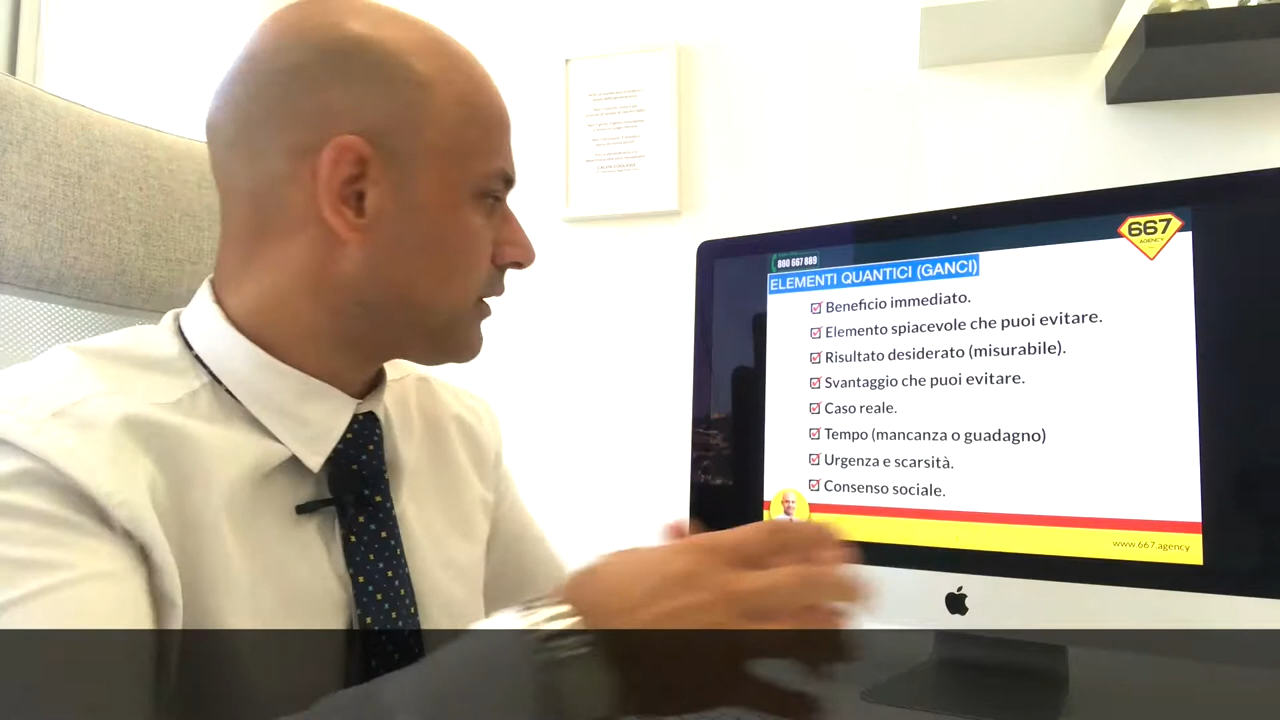 667
AGENCY
800 667 889
ELEMENTI QUANTICI (GANCI)
Beneficio immediato.
Elemento spiacevole che puoi evitare.
Risultato desiderato (misurabile).
Svantaggio che puoi evitare.
Caso reale.
Tempo (mancanza o guadagno)
Urgenza e scarsità.
Consenso sociale.
www.667.agency